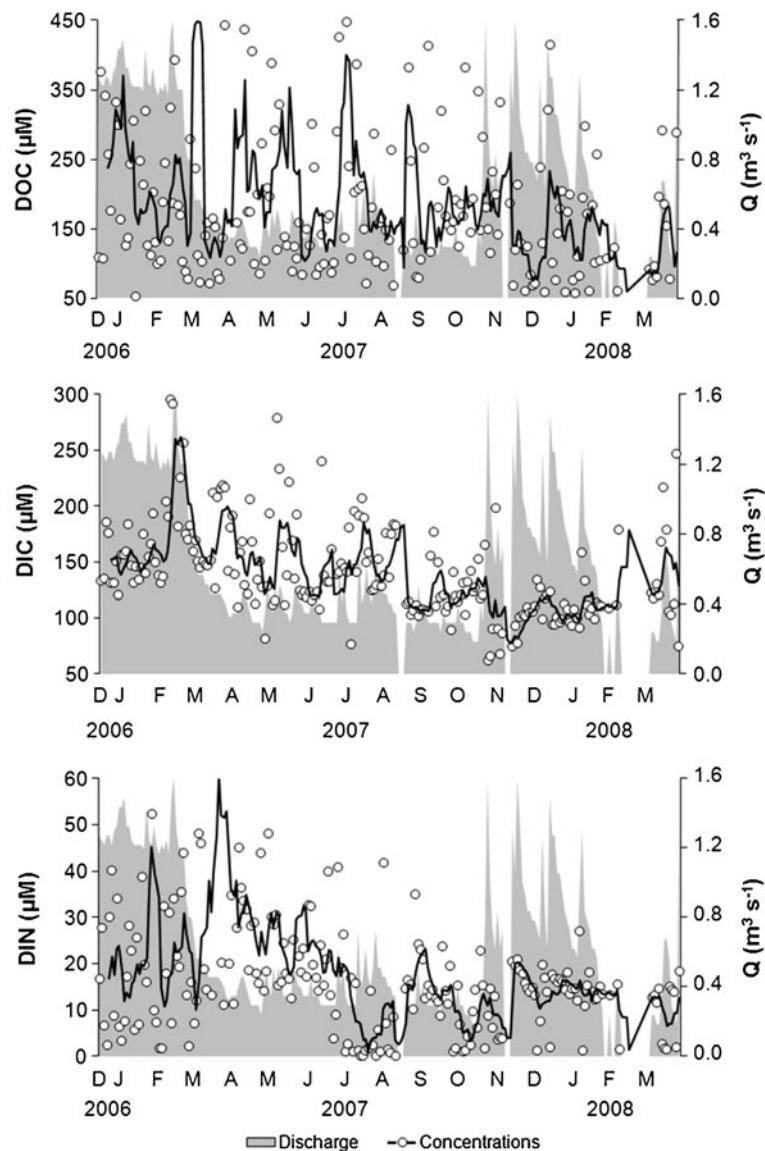 450 350 250 150 50
DOC (µM)
1.6 1.2 0.8 0.4 0.0
Q (m³ s⁻¹)
D J F M A M J J A S O N D J F M
2006 2007 2008
300 250 200 150 100 50
DIC (µM)
1.6 1.2 0.8 0.4 0.0
Q (m³ s⁻¹)
D J F M A M J J A S O N D J F M
2006 2007 2008
60 50 40 30 20 10 0
DIN (µM)
1.6 1.2 0.8 0.4 0.0
Q (m³ s⁻¹)
D J F M A M J J A S O N D J F M
2006 2007 2008
Discharge Concentrations